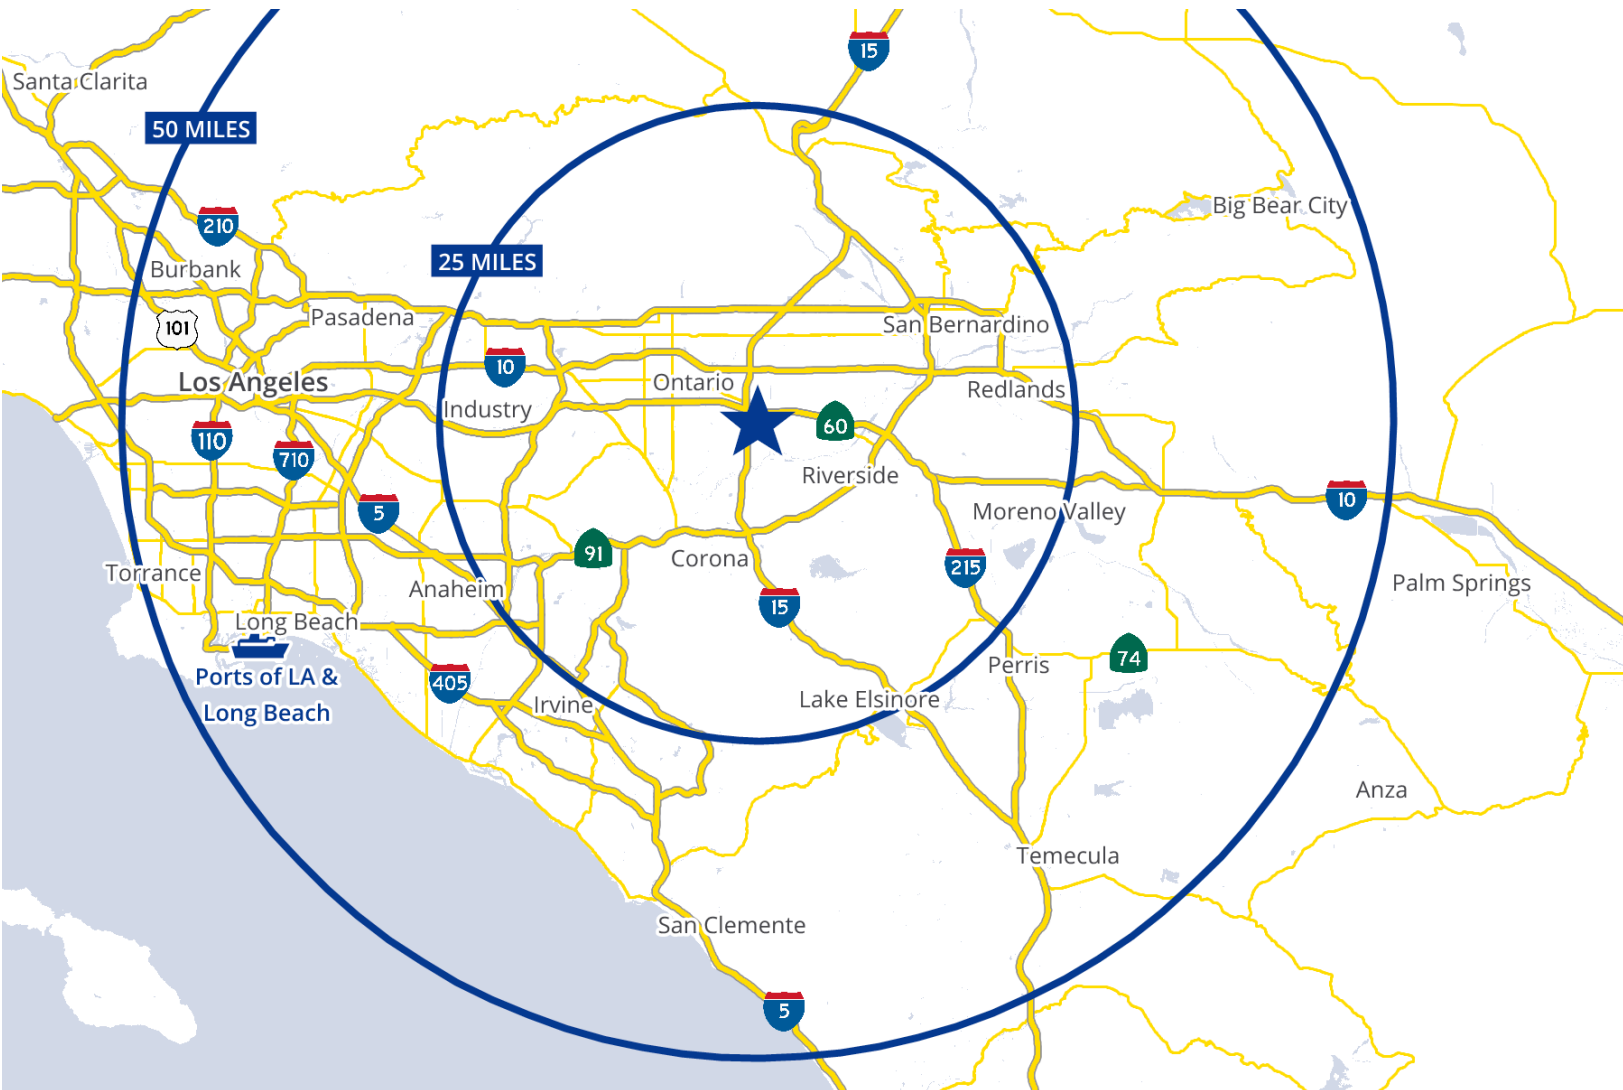 15
Santa Clarita
50 MILES
Big Bear City
210
25 MILES
Burbank
101
Pasadena
San Bernardino
10
Los Angeles
Ontario
Redlands
Industry
60
110
710
Riverside
10
5
Moreno Valley
91
Corona
215
Torrance
Anaheim
Palm Springs
15
Long Beach
74
Perris
Ports of LA &
Long Beach
405
Irvine
Lake Elsinore
Anza
Temecula
San Clemente
5